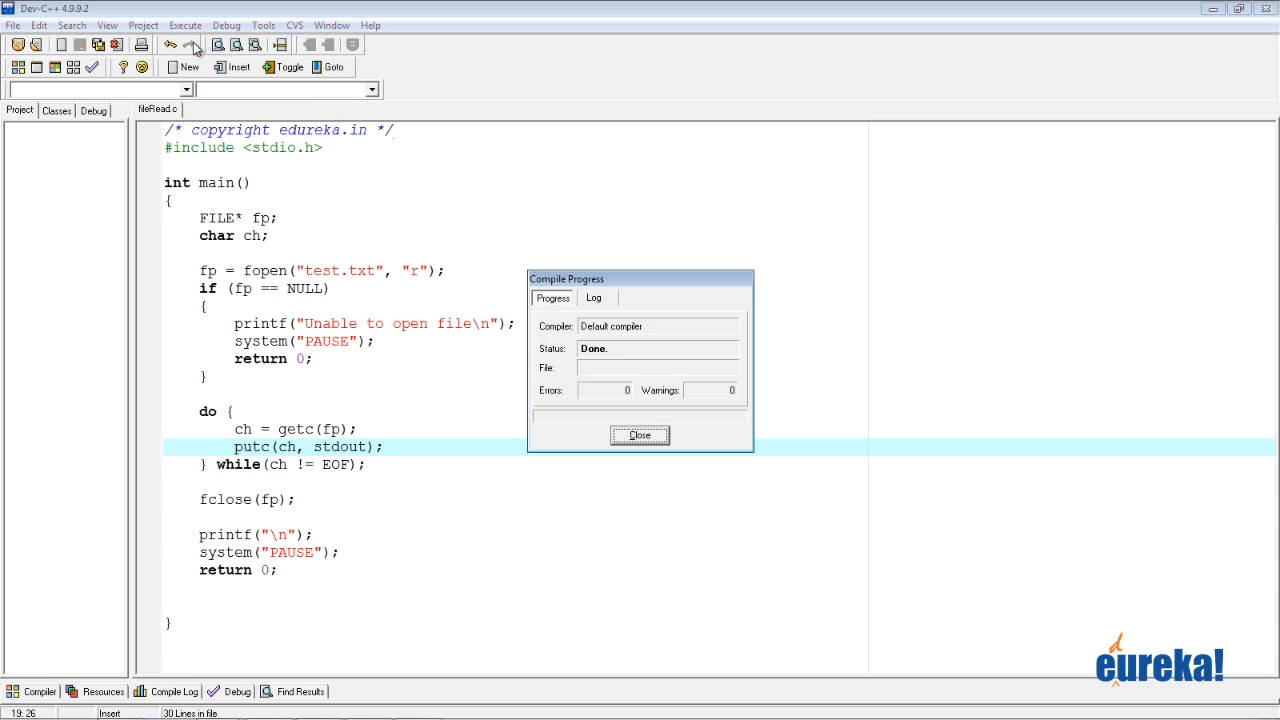 Dev-C++ 4.9.9.2
File Edit Search View Project Execute Debug Tools CVS Window Help
New Insert Toggle Goto
Project Classes Debug fileRead.c
/* copyright edureka.in */
#include <stdio.h>
int main()
{
FILE* fp;
char ch;
fp = fopen("test.txt", "r");
if (fp == NULL)
{
printf("Unable to open file\n");
system("PAUSE");
return 0;
}
do {
ch = getc(fp);
putc(ch, stdout);
} while(ch != EOF);
fclose(fp);
printf("\n");
system("PAUSE");
return 0;
}
Compile Progress
Progress Log
Compiler: Default compiler
Status: Done.
File:
Errors: 0 Warnings: 0
Close
edureka!
Compiler Resources Compile Log Debug Find Results
19: 26 Insert 30 Lines in file